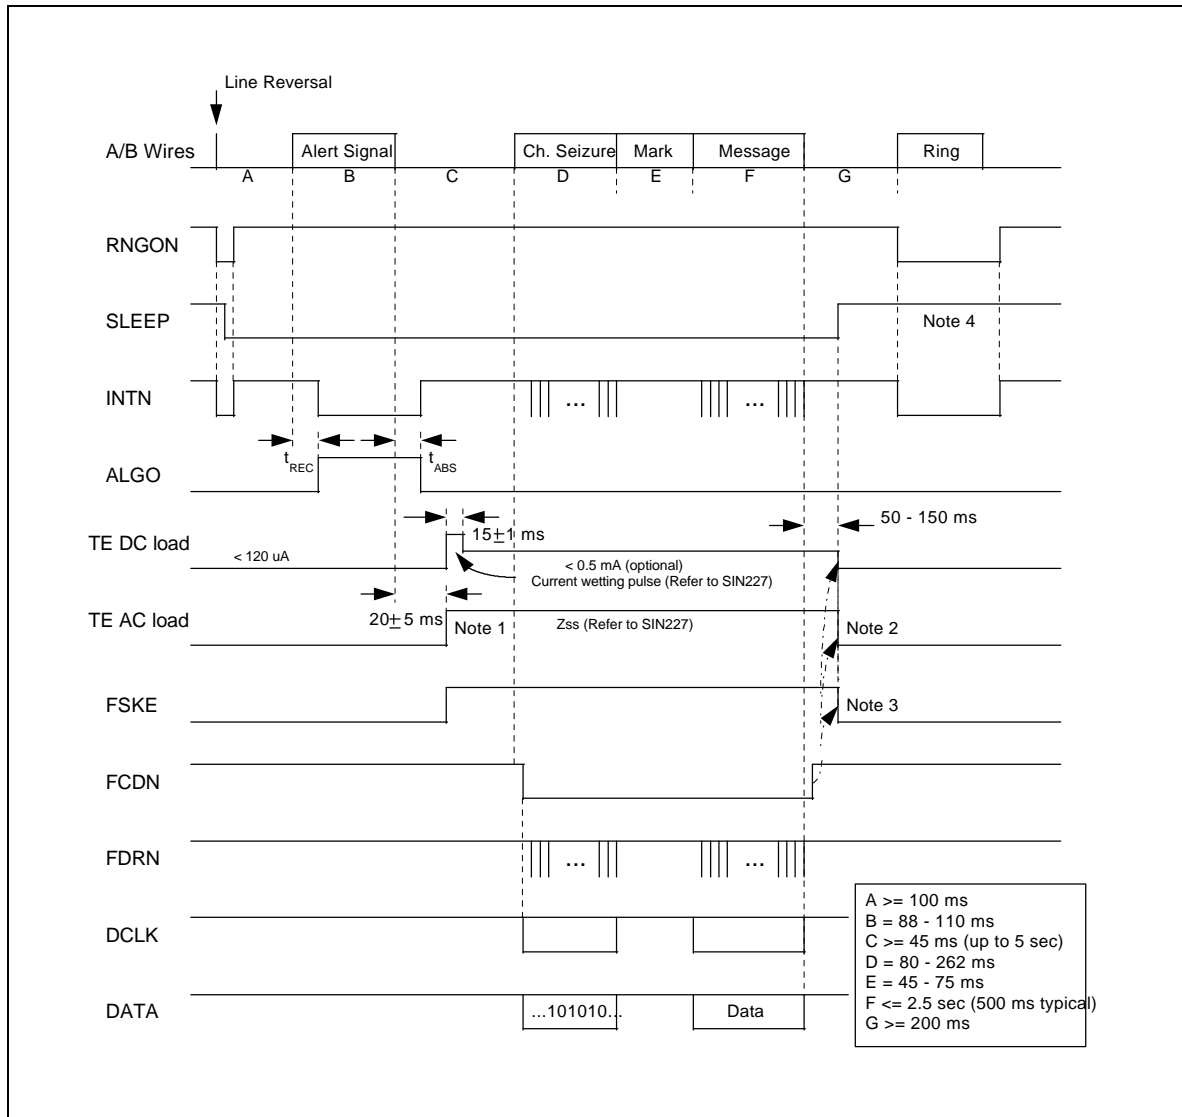 Line Reversal
A/B Wires
Alert Signal
Ch. Seizure
Mark
Message
Ring
A
B
C
D
E
F
G
RNGON
SLEEP
Note 4
INTN
...
...
tREC
tABS
ALGO
50 - 150 ms
15±1 ms
TE DC load
< 120 uA
< 0.5 mA (optional)
Current wetting pulse (Refer to SIN227)
20±5 ms
TE AC load
Note 1
Zss (Refer to SIN227)
Note 2
FSKE
Note 3
FCDN
FDRN
...
...
A >= 100 ms
B = 88 - 110 ms
C >= 45 ms (up to 5 sec)
D = 80 - 262 ms
E = 45 - 75 ms
F <= 2.5 sec (500 ms typical)
G >= 200 ms
DCLK
DATA
...101010...
Data